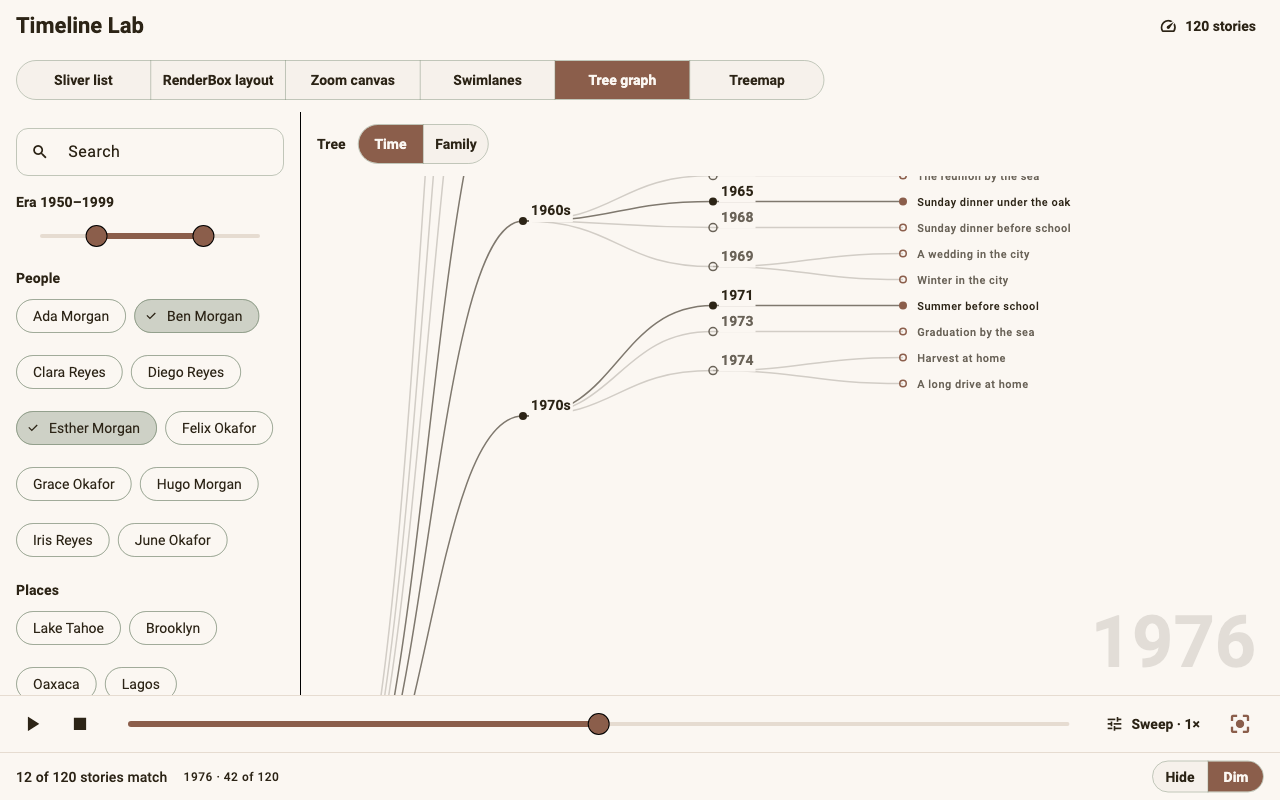 Timeline Lab
120 stories
Sliver list
RenderBox layout
Zoom canvas
Swimlanes
Tree graph
Treemap
Search
Era 1950–1999
People
Ada Morgan
Ben Morgan
Clara Reyes
Diego Reyes
Esther Morgan
Felix Okafor
Grace Okafor
Hugo Morgan
Iris Reyes
June Okafor
Places
Lake Tahoe
Brooklyn
Oaxaca
Lagos
Tree
Time
Family
The reunion by the sea
1960s
1965
Sunday dinner under the oak
1968
Sunday dinner before school
1969
A wedding in the city
Winter in the city
1970s
1971
Summer before school
1973
Graduation by the sea
1974
Harvest at home
A long drive at home
1976
Sweep · 1×
12 of 120 stories match
1976 · 42 of 120
Hide
Dim